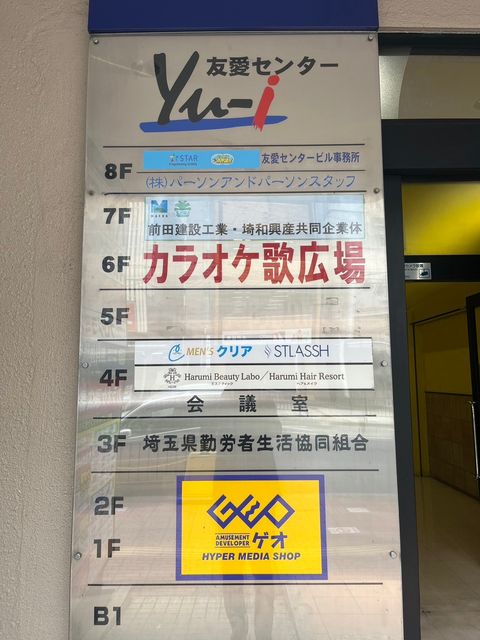 友愛センター
Yu-i
8F
STAR
友愛センタービル事務所
(株)パーソンアンドパーソンスタッフ
7F
前田建設工業・埼和興産共同企業体
6F カラオケ歌広場
5F
MEN'S クリア STLASSH
4F
Harumi Beauty Labo/Harumi Hair Resort
会議室
3F 埼玉県勤労者生活協同組合
2F
GEO
AMUSEMENT
DEVELOPER ゲオ
1F
HYPER MEDIA SHOP
B1